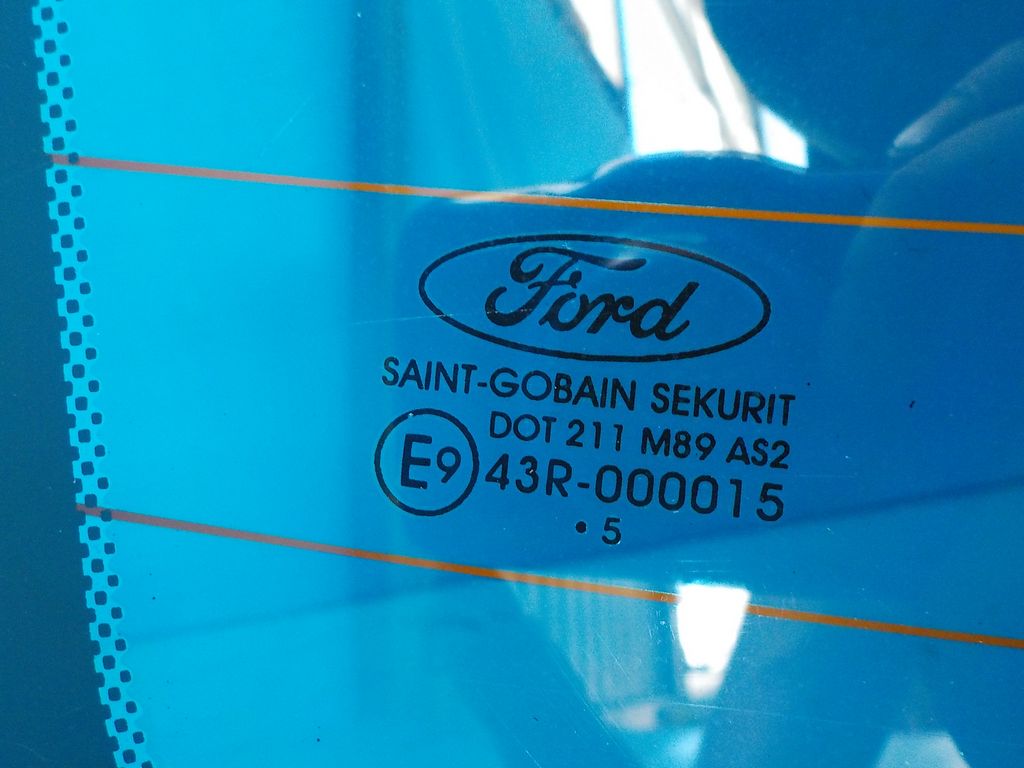 Ford
SAINT-GOBAIN SEKURIT
DOT 211 M89 AS2
E9 43R-000015
•5